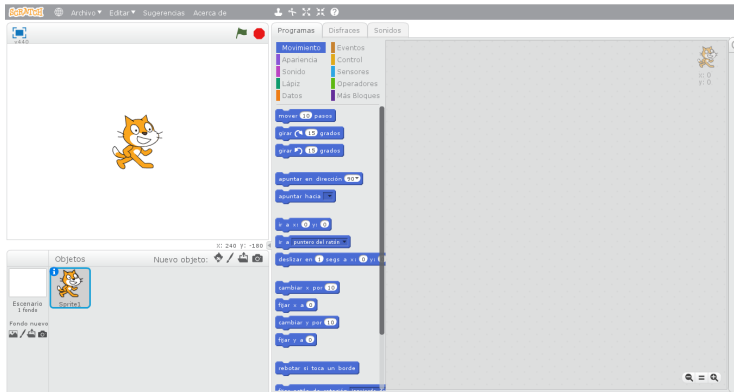 SCRATCH Archivo Editar Sugerencias Acerca de
v440
X: 240 y: -180
Objetos Nuevo objeto:
Escenario
1 fondo
Fondo nuevo
Sprite1
Programas Disfraces Sonidos
Movimiento Eventos
Apariencia Control
Sonido Sensores
Lápiz Operadores
Datos Más Bloques
mover 10 pasos
girar 15 grados
girar 15 grados
apuntar en dirección 90
apuntar hacia
ir a x: 0 y: 0
ir a puntero del ratón
deslizar en 1 segs a x: 0 y:
cambiar x por 10
fijar x a 0
cambiar y por 10
fijar y a 0
rebotar si toca un borde
x: 0
y: 0